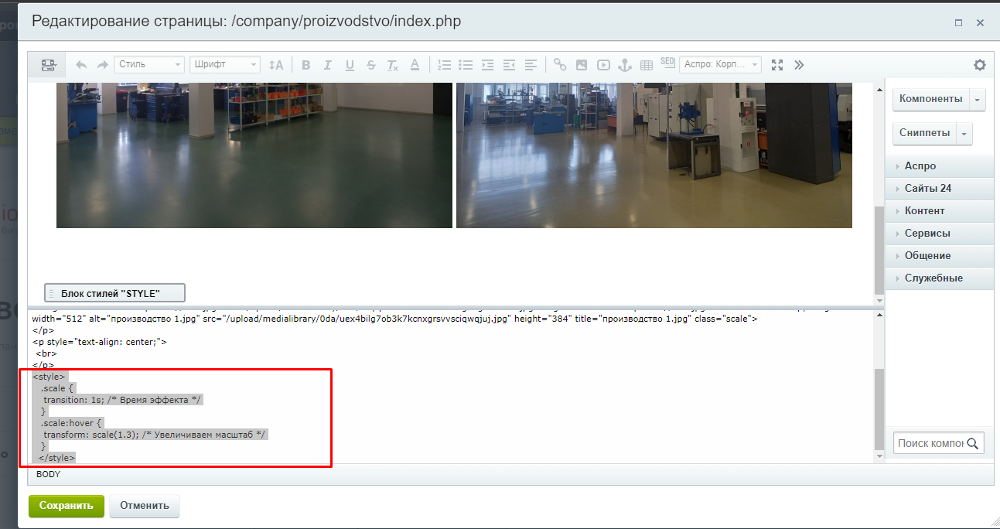 Редактирование страницы: /company/proizvodstvo/index.php
Стиль
Шрифт
SEO
Аспро: Корп...
Компоненты
Сниппеты
Аспро
Сайты 24
Контент
Сервисы
Общение
Служебные
Блок стилей "STYLE"
width="512" alt="производство 1.jpg" src="/upload/medialibrary/0da/uex4bilg7ob3k7kcnxgrsvvsciqwqjuj.jpg" height="384" title="производство 1.jpg" class="scale">
</p>
<p style="text-align: center;">
<br>
</p>
<style>
.scale {
transition: 1s; /* Время эффекта */
}
.scale:hover {
transform: scale(1.3); /* Увеличиваем масштаб */
}
</style>
Поиск компон
BODY
Сохранить
Отменить